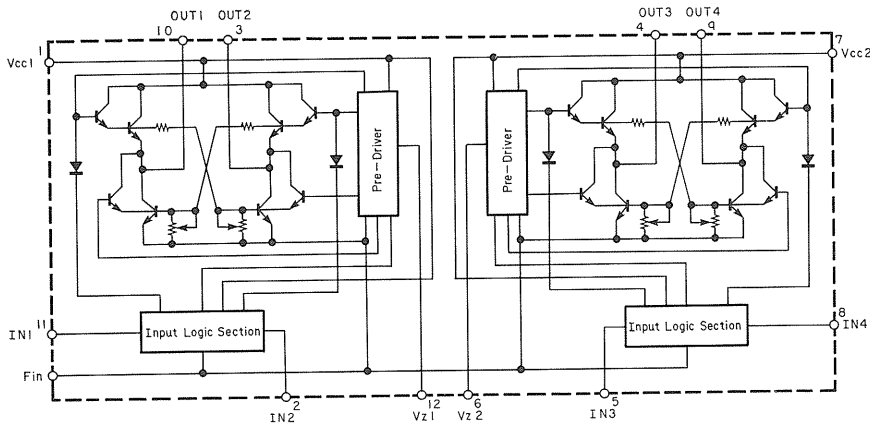 OUT1 OUT2
10 3
OUT3 OUT4
4 9
1
Vcc1
7
Vcc2
Pre-Driver
Pre-Driver
11
IN1
Input Logic Section
Input Logic Section
8
IN4
Fin
2
IN2
12
Vz1
6
Vz2
5
IN3